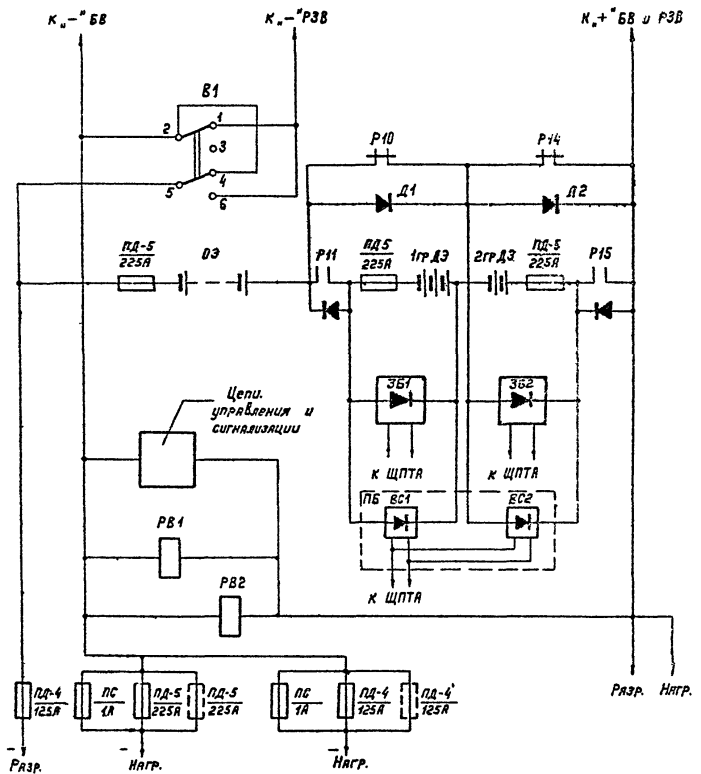 К „–" БВ
К „–" РЗВ
К „+" БВ и РЗВ
В1
1
2
3
4
5
6
Р10
Р14
Д1
Д2
ПД-5
225А
ОЭ
Р11
ПД5
225А
1гр.ДЭ
2гр.ДЭ
ПД-5
225А
Р15
ЗБ1
ЗБ2
К ЩПТА
К ЩПТА
Цепи
управления и
сигнализации
ПБ
ВС1
ВС2
К ЩПТА
РВ1
РВ2
ПД-4
125А
ПС
1А
ПД-5
225А
ПД-5
225А
ПС
1А
ПД-4
125А
ПД-4
125А
–
Разр.
–
Нагр.
–
Нагр.
Разр.
Нагр.